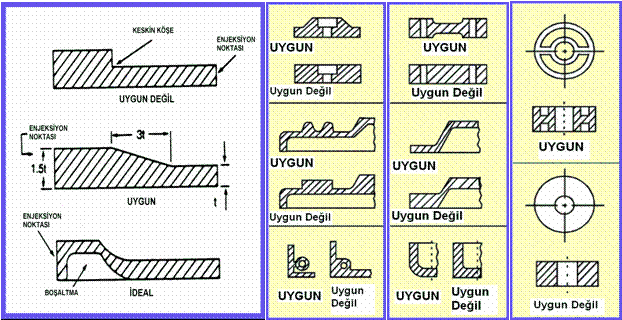 KESKİN KÖŞE
ENJEKSİYON
NOKTASI
UYGUN DEĞİL
ENJEKSİYON
NOKTASI
3t
1.5t
t
UYGUN
ENJEKSİYON
NOKTASI
BOŞALTMA
İDEAL
UYGUN
Uygun Değil
UYGUN
Uygun Değil
UYGUN
Uygun
Değil
UYGUN
Uygun Değil
UYGUN
Uygun Değil
UYGUN
Uygun
Değil
UYGUN
Uygun Değil